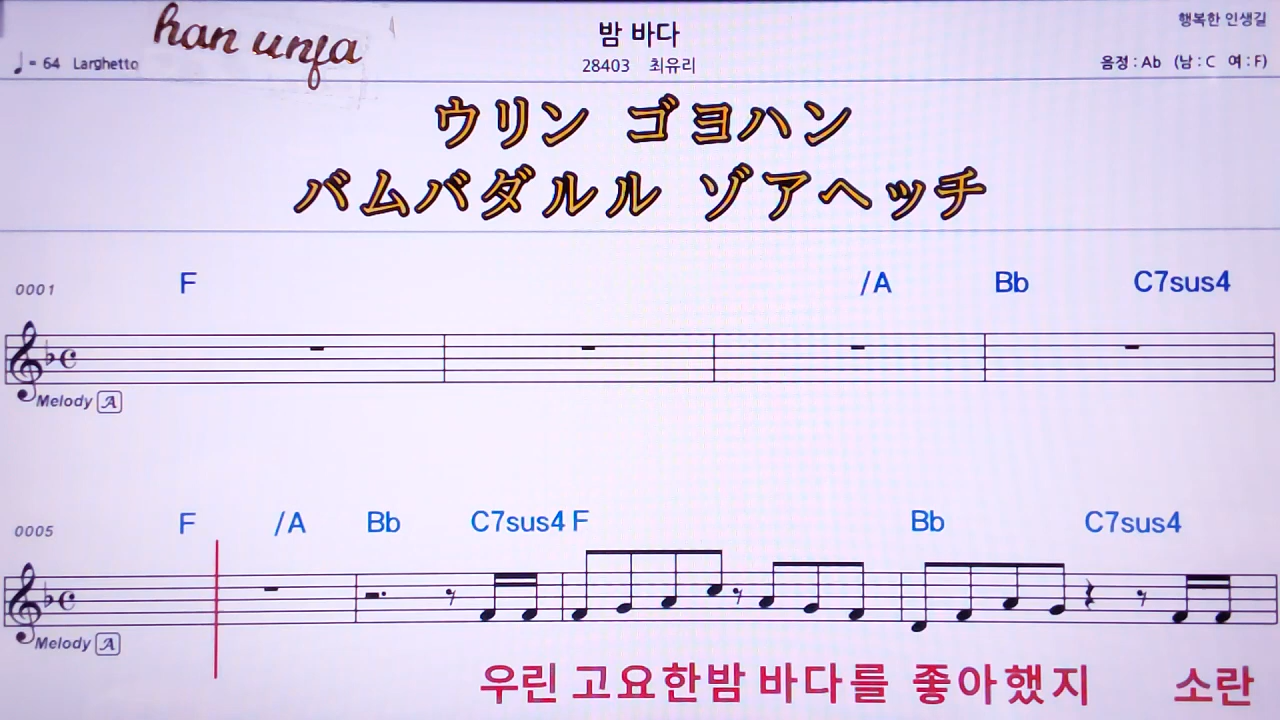 han unfa
밤 바다
행복한 인생길
♩= 64 Larghetto
28403 최유리
음정 : Ab (남 : C 여 : F)
ウリン ゴヨハン
バムバダルル ゾアヘッチ
0001 F /A Bb C7sus4
Melody A
0005 F /A Bb C7sus4 F Bb C7sus4
Melody A
우린 고요한밤 바다를 좋아했지 소란